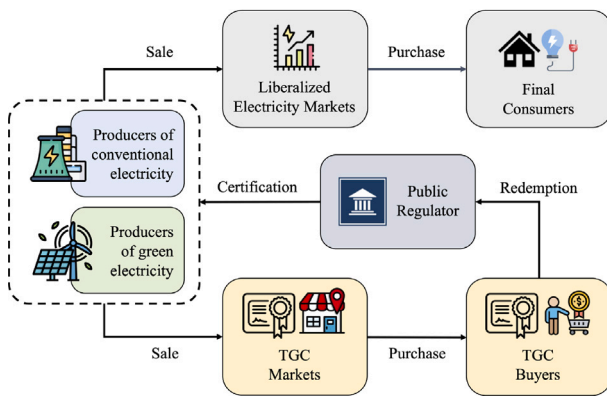 Sale
Purchase
Liberalized
Electricity Markets
Final
Consumers
Producers of
conventional
electricity
Certification
Public
Regulator
Redemption
Producers
of green
electricity
Sale
TGC
Markets
Purchase
TGC
Buyers